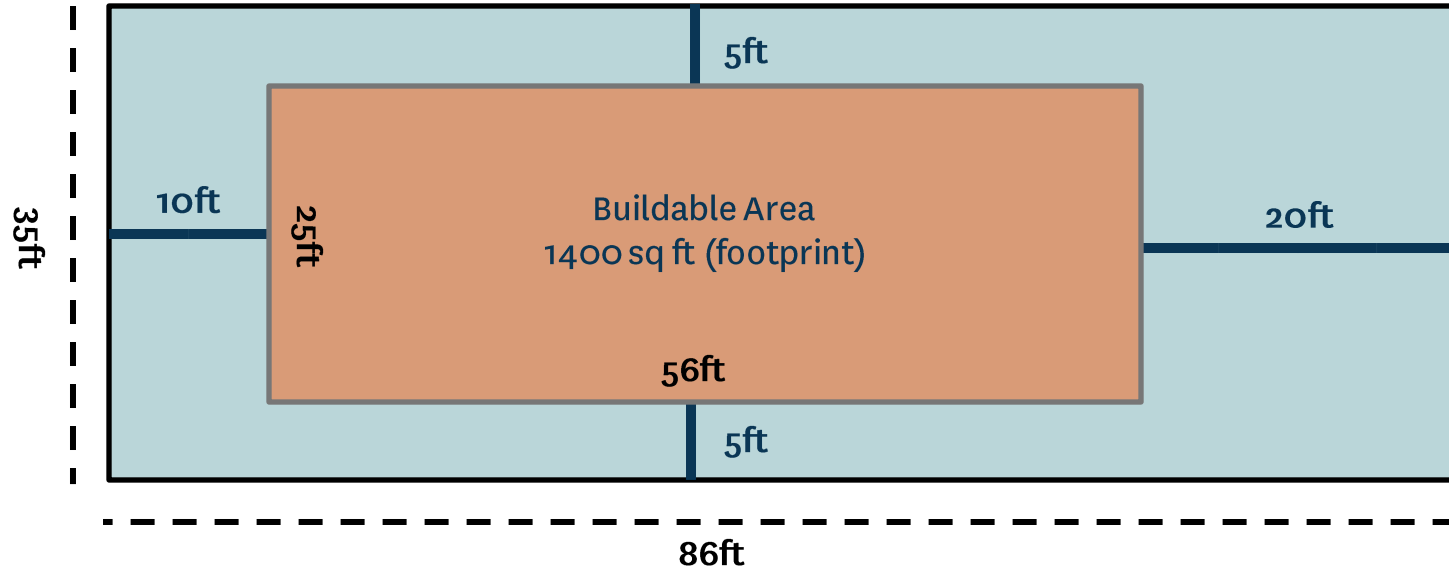 5ft
10ft
35ft
25ft
Buildable Area
1400 sq ft (footprint)
20ft
56ft
5ft
86ft